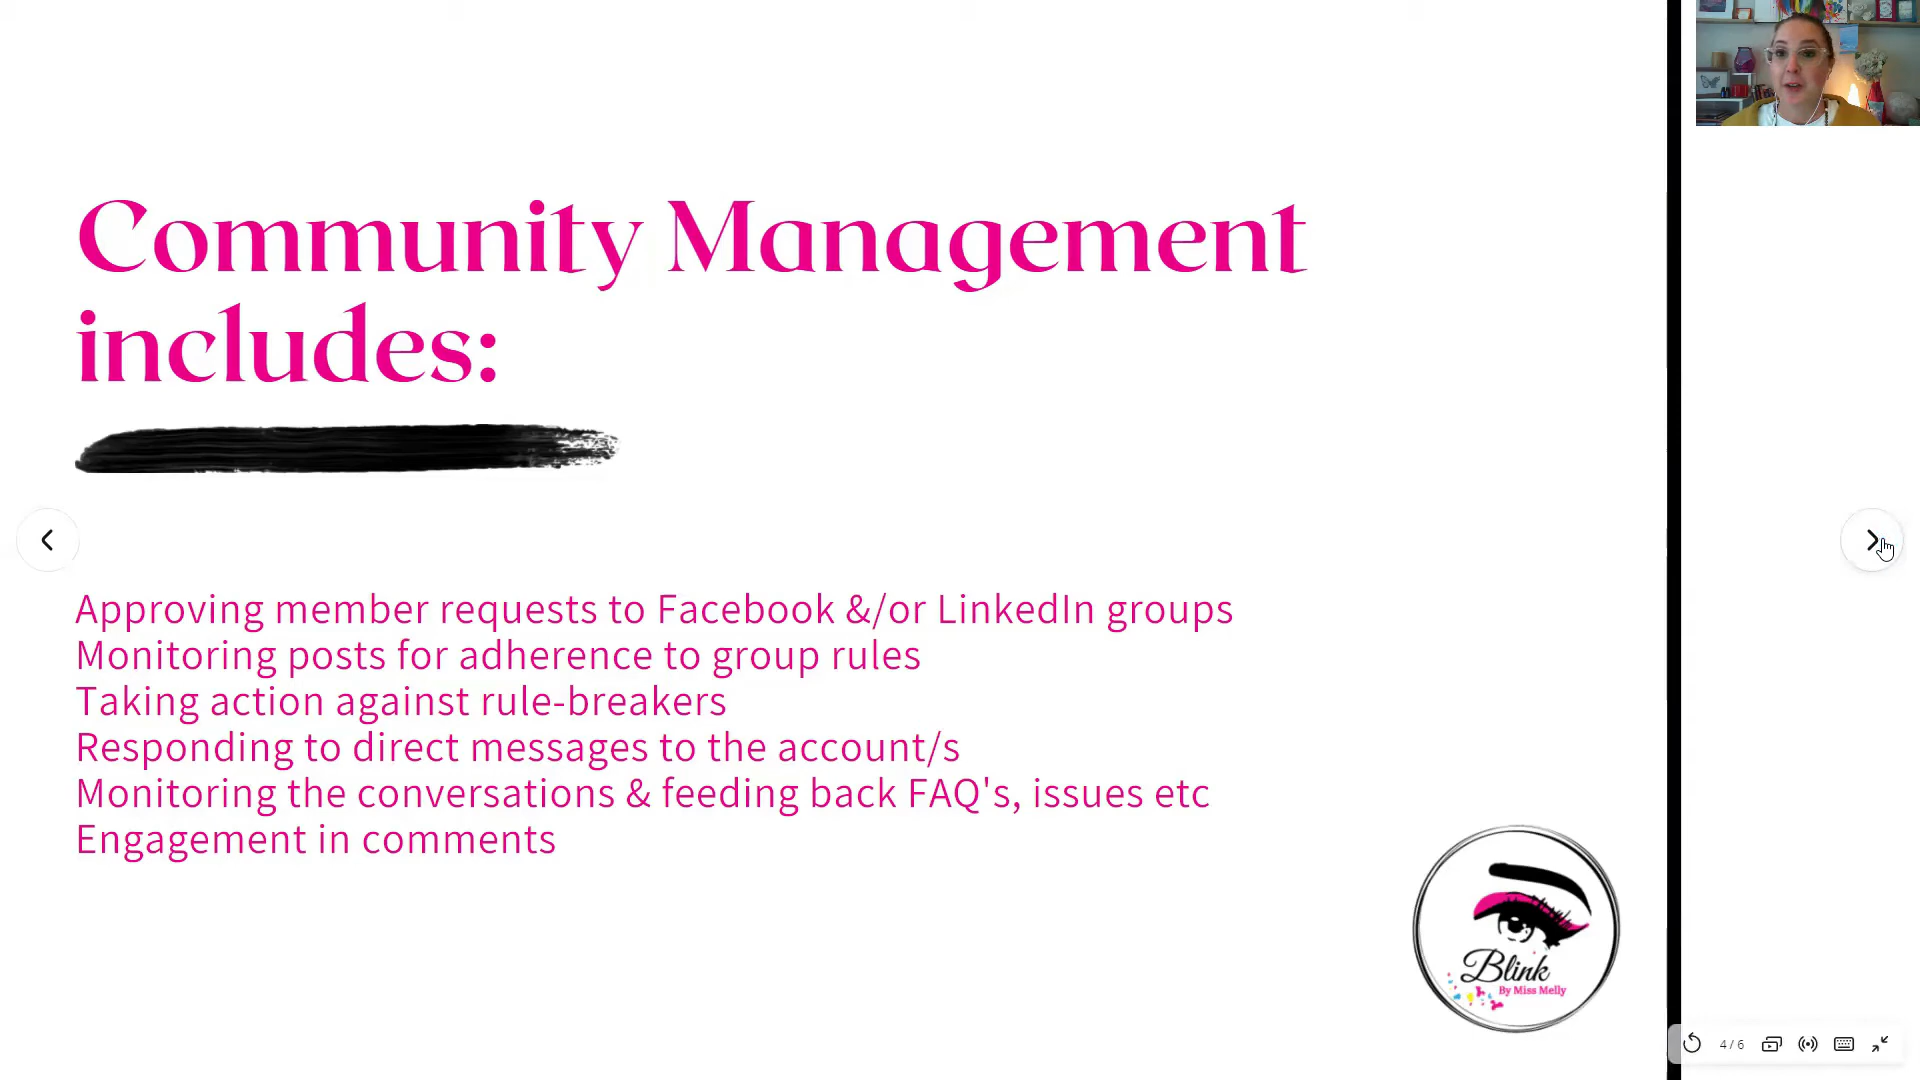 Community Management
includes:
Approving member requests to Facebook &/or LinkedIn groups
Monitoring posts for adherence to group rules
Taking action against rule-breakers
Responding to direct messages to the account/s
Monitoring the conversations & feeding back FAQ's, issues etc
Engagement in comments
Blink
By Miss Melly
4 / 6